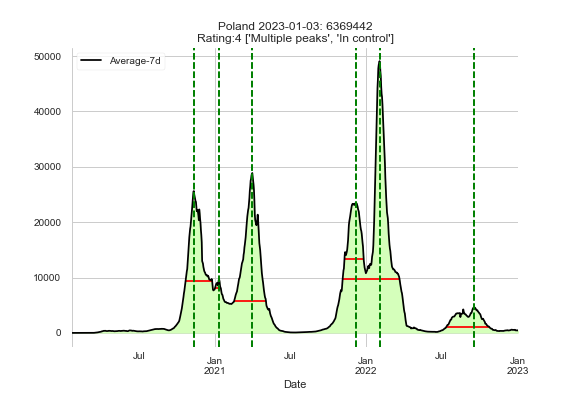 Poland 2023-01-03: 6369442
Rating:4 ['Multiple peaks', 'In control']
Average-7d
50000
40000
30000
20000
10000
0
Jul
Jan
2021
Jul
Jan
2022
Jul
Jan
2023
Date